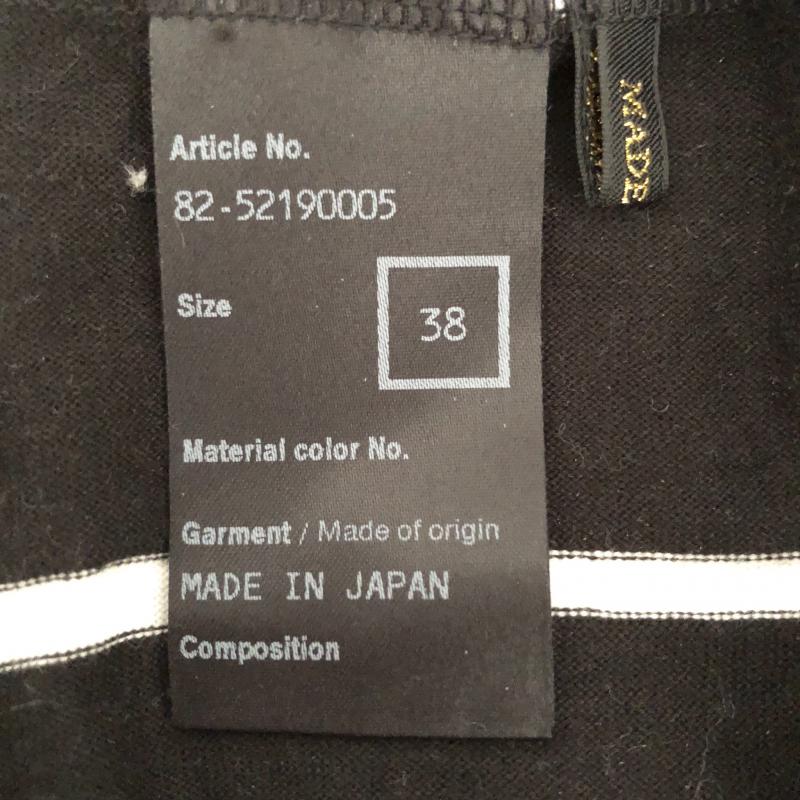 Article No.
82-52190005
Size
38
Material color No.
Garment / Made of origin
MADE IN JAPAN
Composition
MADE